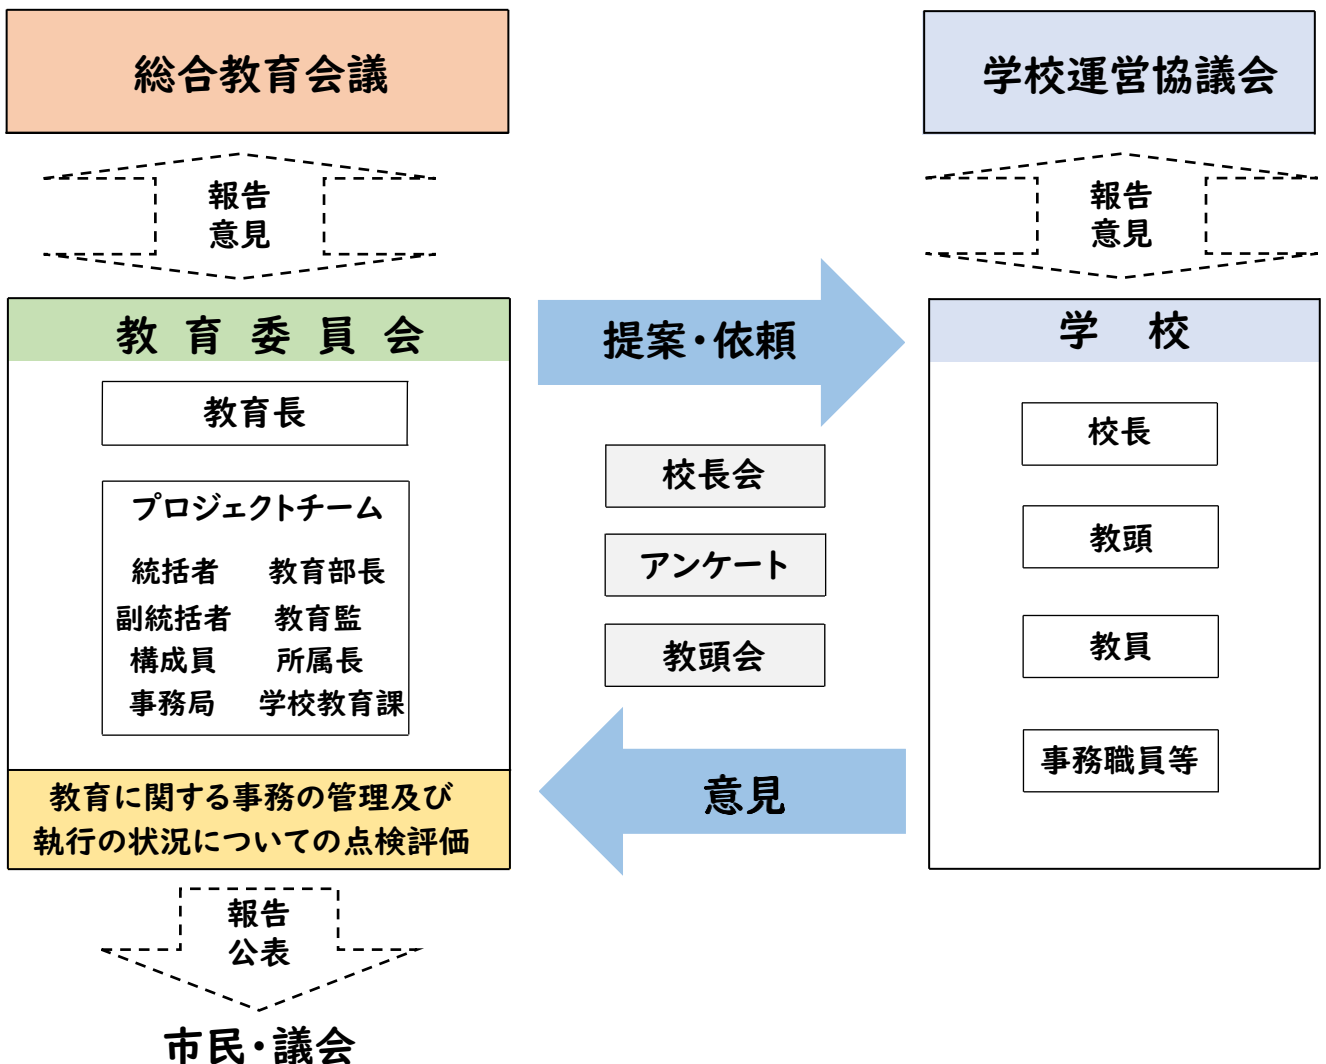 総合教育会議
学校運営協議会
報告
意見
報告
意見
教育委員会
教育長
プロジェクトチーム
統括者 教育部長
副統括者 教育監
構成員 所属長
事務局 学校教育課
教育に関する事務の管理及び
執行の状況についての点検評価
提案・依頼
校長会
アンケート
教頭会
意見
学校
校長
教頭
教員
事務職員等
報告
公表
市民・議会